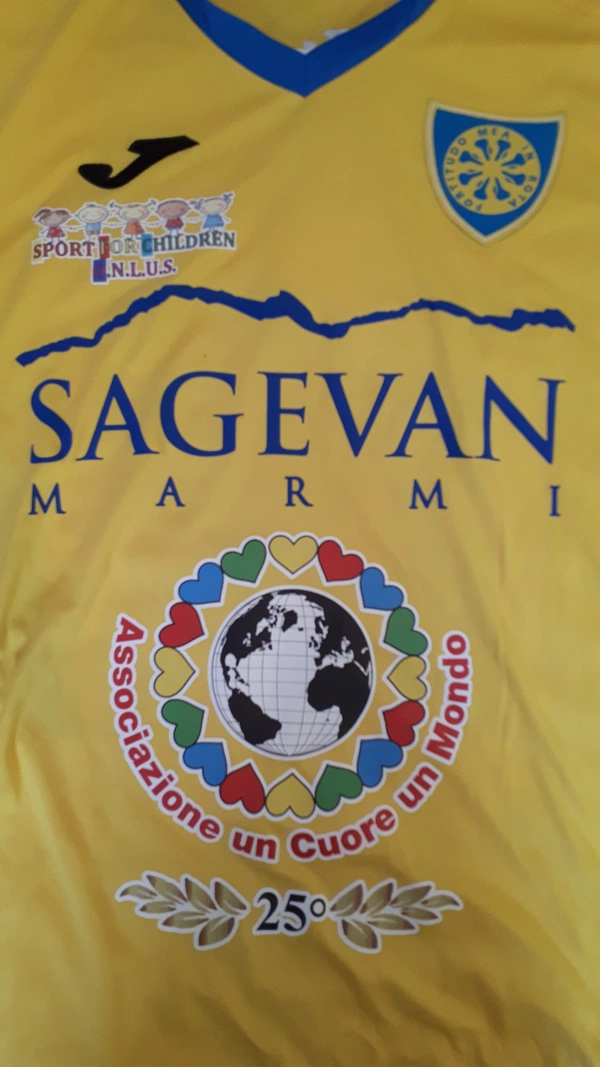 FORTITUDO MEA IN ROTA
SPORT FOR CHILDREN
O.N.L.U.S.
SAGEVAN
MARMI
Associazione un Cuore un Mondo
25°